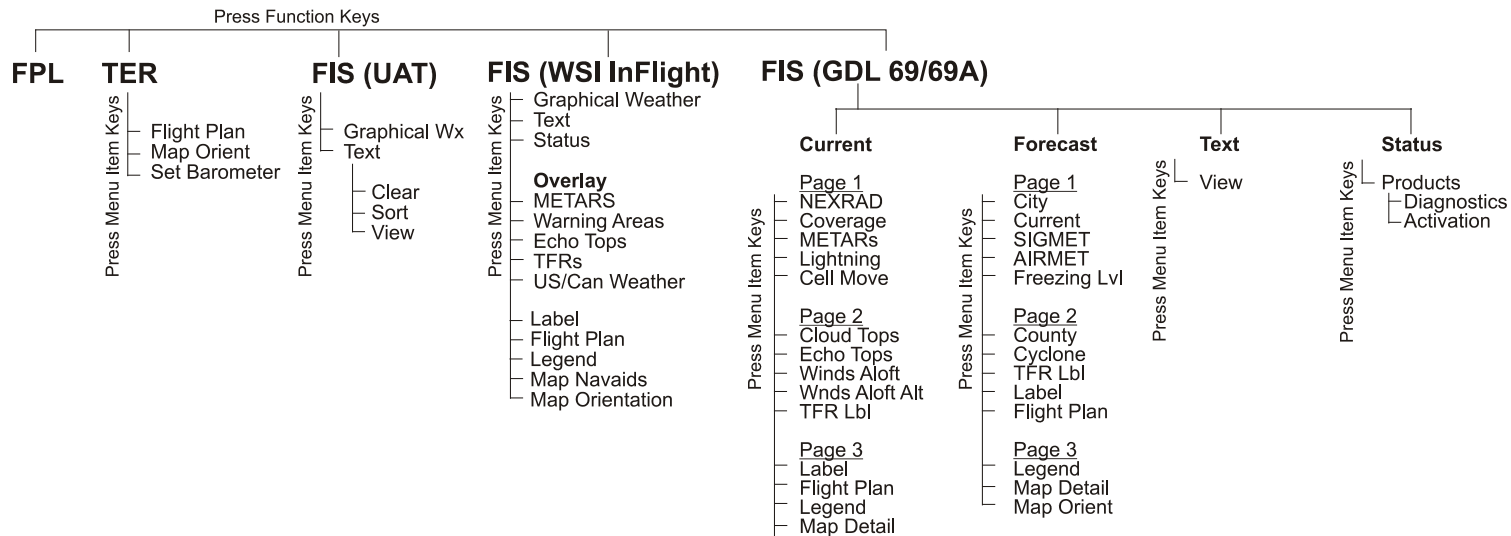 Press Function Keys
FPL
TER
Press Menu Item Keys
Flight Plan
Map Orient
Set Barometer
FIS (UAT)
Press Menu Item Keys
Graphical Wx
Text
Clear
Sort
View
FIS (WSI InFlight)
Press Menu Item Keys
Graphical Weather
Text
Status
Overlay
METARS
Warning Areas
Echo Tops
TFRs
US/Can Weather
Label
Flight Plan
Legend
Map Navaids
Map Orientation
FIS (GDL 69/69A)
Current
Press Menu Item Keys
Page 1
NEXRAD
Coverage
METARs
Lightning
Cell Move
Page 2
Cloud Tops
Echo Tops
Winds Aloft
Wnds Aloft Alt
TFR Lbl
Page 3
Label
Flight Plan
Legend
Map Detail
Forecast
Press Menu Item Keys
Page 1
City
Current
SIGMET
AIRMET
Freezing Lvl
Page 2
County
Cyclone
TFR Lbl
Label
Flight Plan
Page 3
Legend
Map Detail
Map Orient
Text
Press Menu Item Keys
View
Status
Press Menu Item Keys
Products
Diagnostics
Activation